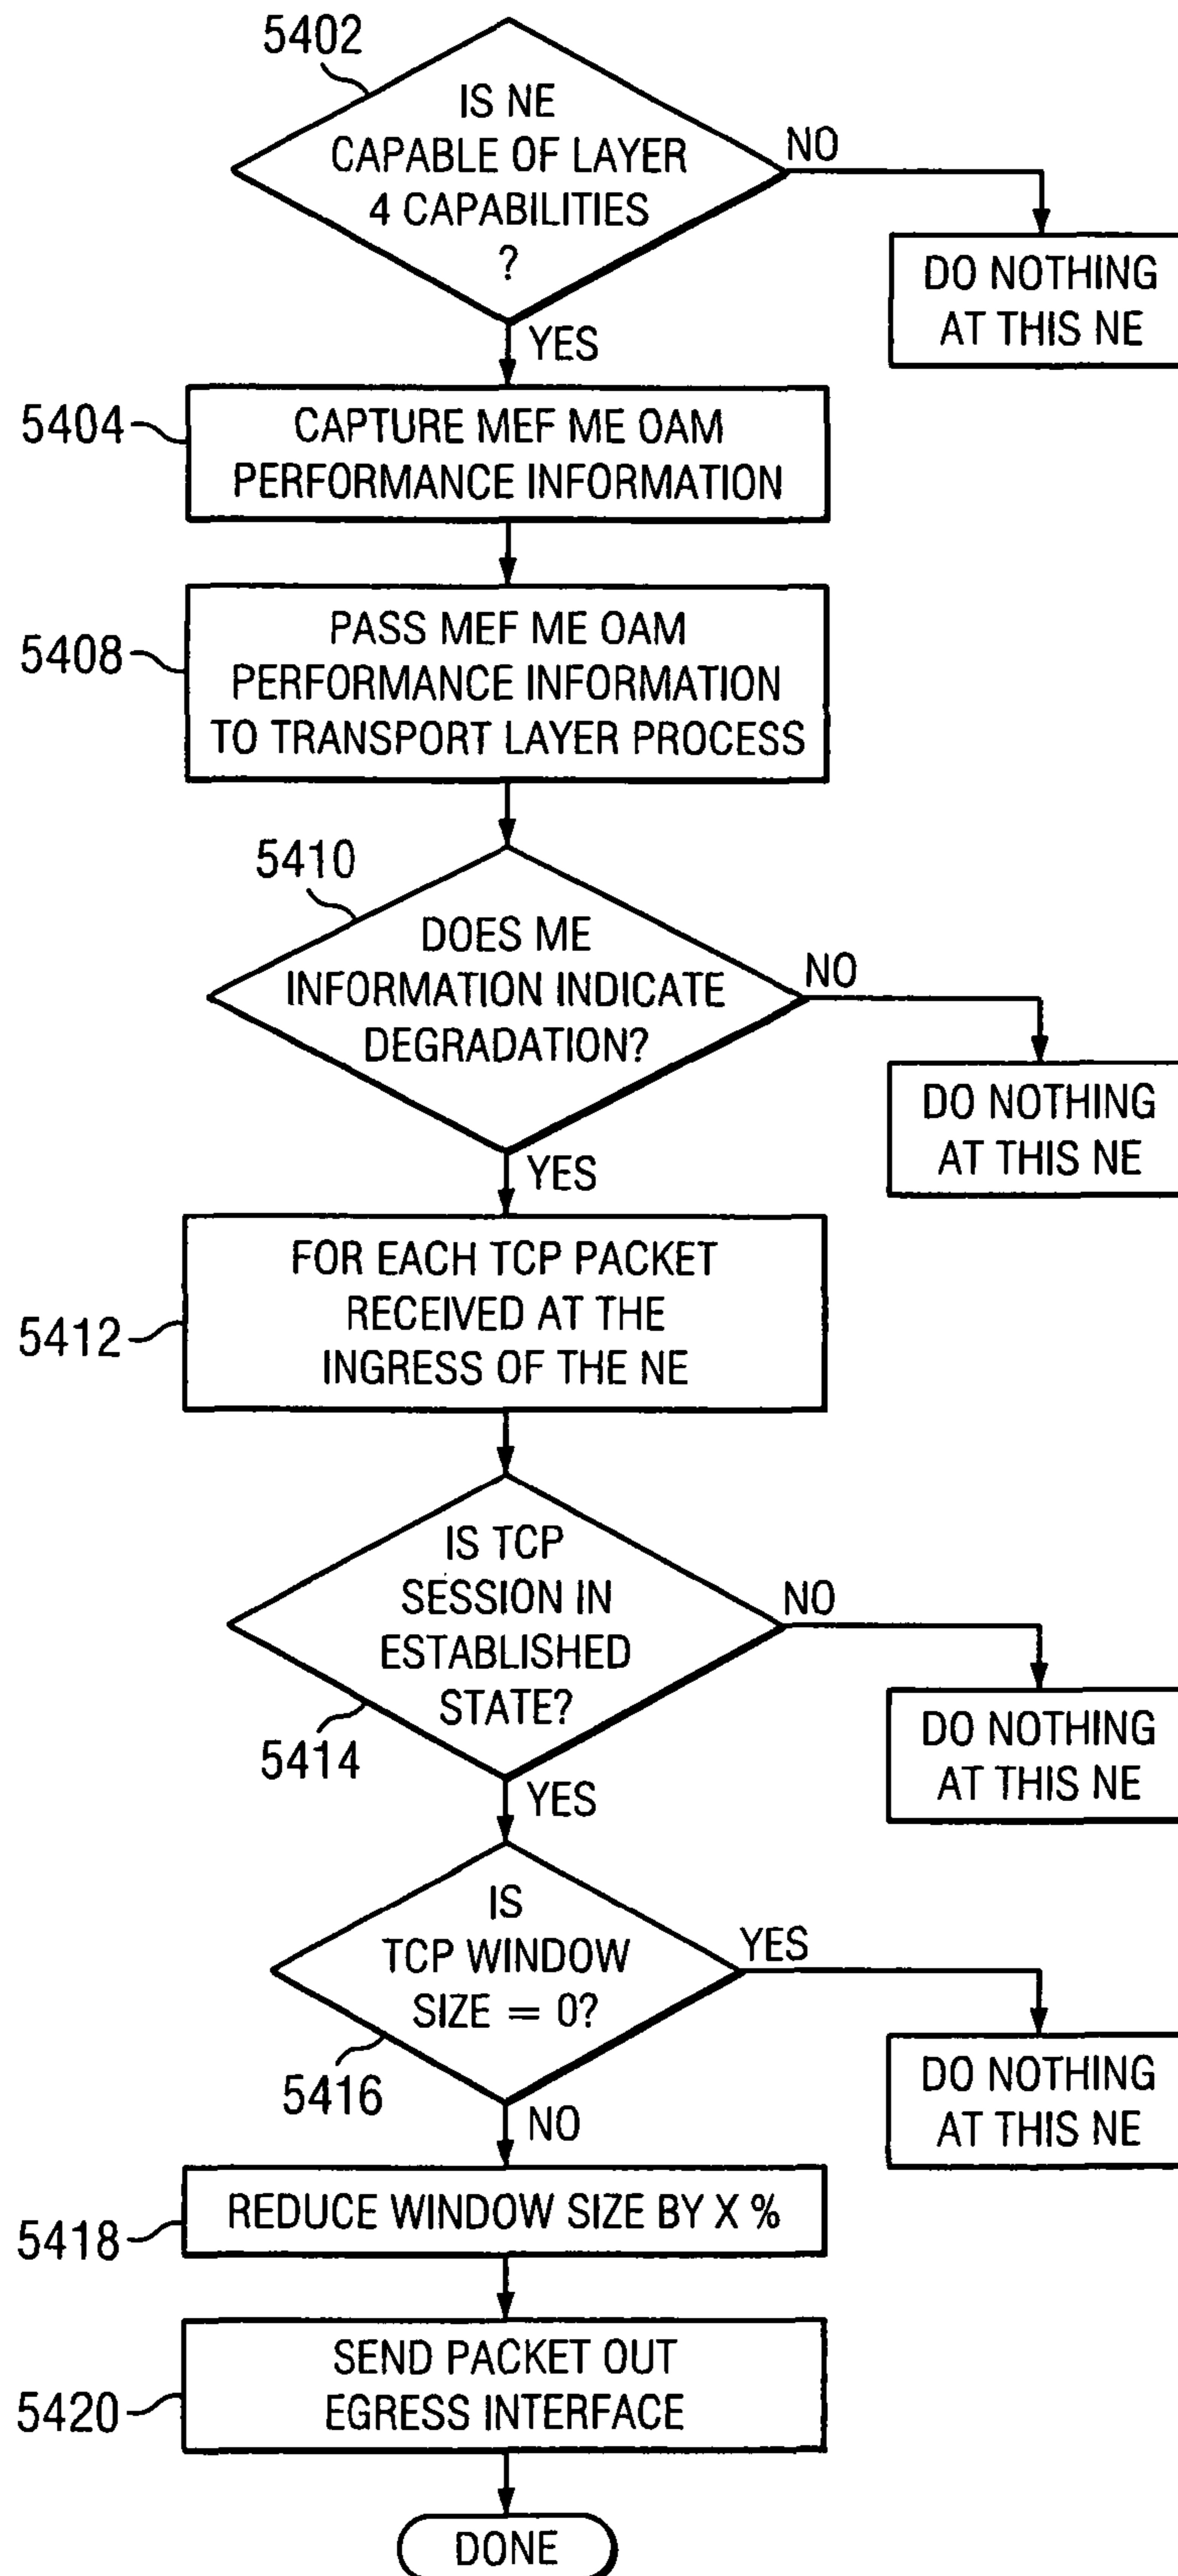 5402
IS NE
CAPABLE OF LAYER
4 CAPABILITIES
?
NO
DO NOTHING
AT THIS NE
YES
5404
CAPTURE MEF ME OAM
PERFORMANCE INFORMATION
5408
PASS MEF ME OAM
PERFORMANCE INFORMATION
TO TRANSPORT LAYER PROCESS
5410
DOES ME
INFORMATION INDICATE
DEGRADATION?
NO
DO NOTHING
AT THIS NE
YES
5412
FOR EACH TCP PACKET
RECEIVED AT THE
INGRESS OF THE NE
IS TCP
SESSION IN
ESTABLISHED
STATE?
5414
NO
DO NOTHING
AT THIS NE
YES
IS
TCP WINDOW
SIZE = 0?
5416
YES
DO NOTHING
AT THIS NE
NO
5418
REDUCE WINDOW SIZE BY X %
5420
SEND PACKET OUT
EGRESS INTERFACE
DONE